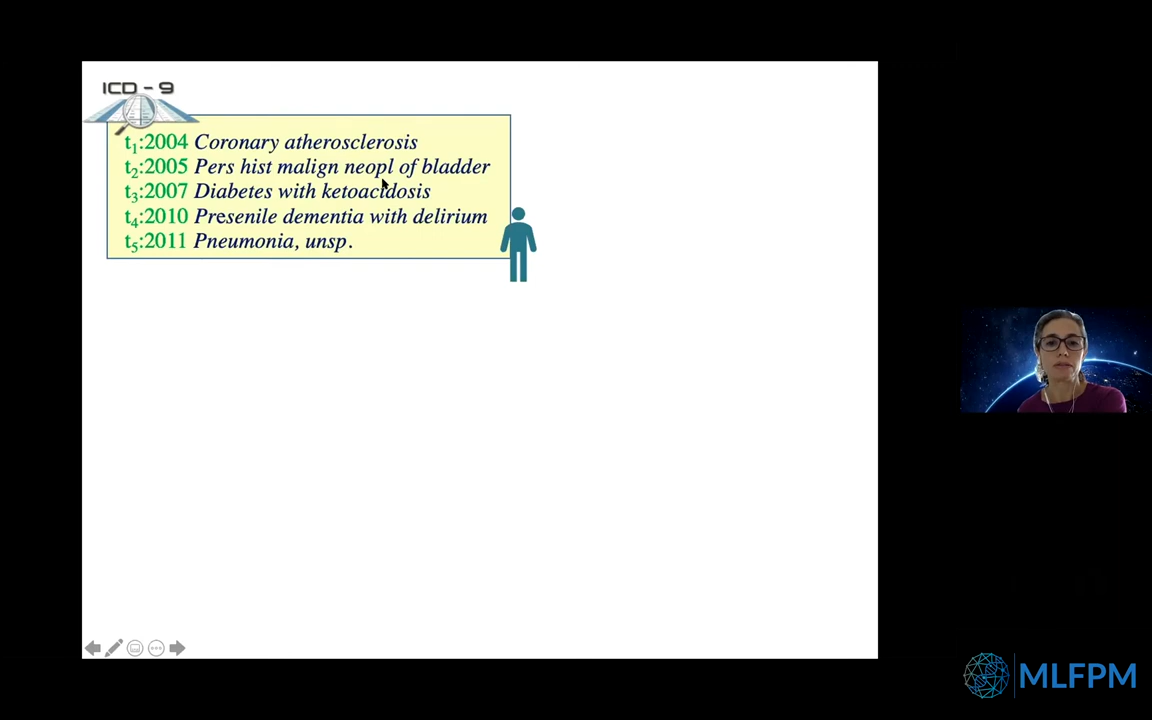 ICD - 9
t₁:2004 Coronary atherosclerosis
t₂:2005 Pers hist malign neopl of bladder
t₃:2007 Diabetes with ketoacidosis
t₄:2010 Presenile dementia with delirium
t₅:2011 Pneumonia, unsp.
MLFPM